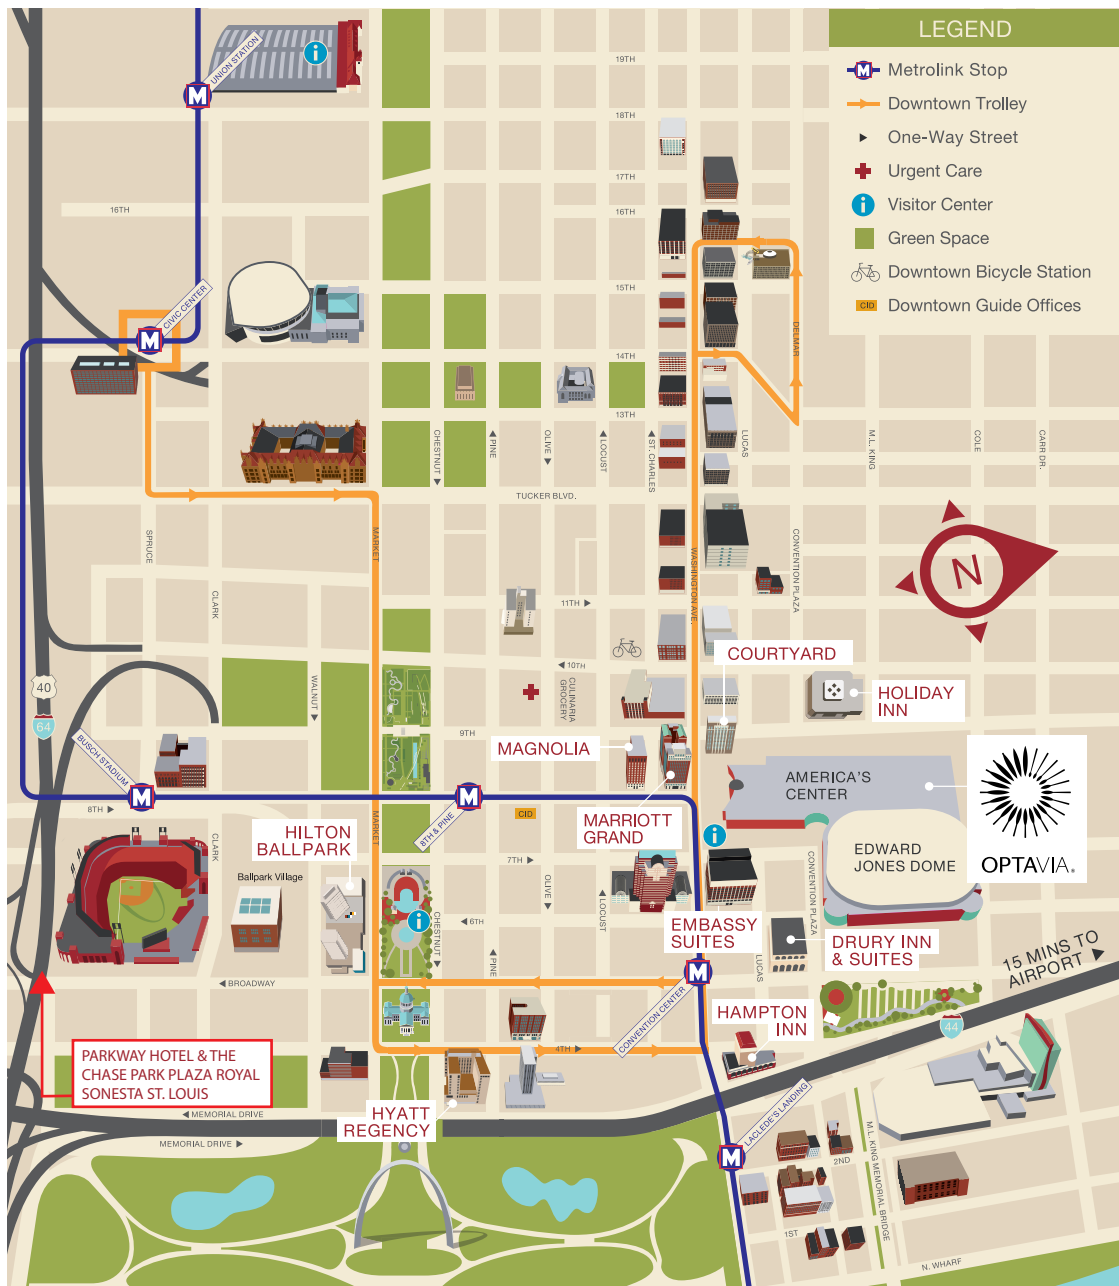 LEGEND
Metrolink Stop
Downtown Trolley
One-Way Street
Urgent Care
Visitor Center
Green Space
Downtown Bicycle Station
CID
Downtown Guide Offices
UNION STATION
M
19TH
18TH
17TH
16TH
16TH
15TH
CIVIC CENTER
M
14TH
DELMAR
13TH
CHESTNUT
PINE
OLIVE
LOCUST
ST. CHARLES
LUCAS
M.L. KING
COLE
CARR DR.
TUCKER BLVD.
SPRUCE
CLARK
MARKET
WASHINGTON AVE.
CONVENTION PLAZA
N
11TH
10TH
COURTYARD
HOLIDAY
INN
40
64
WALNUT
CULINARIA
GROCERY
9TH
MAGNOLIA
BUSCH STADIUM
M
8TH
8TH & PINE
M
AMERICA'S
CENTER
OPTAVIA®
CID
MARRIOTT
GRAND
MARKET
HILTON
BALLPARK
CLARK
Ballpark Village
7TH
EDWARD
JONES DOME
CONVENTION PLAZA
OLIVE
LOCUST
6TH
CHESTNUT
PINE
EMBASSY
SUITES
DRURY INN
& SUITES
LUCAS
15 MINS TO
AIRPORT
BROADWAY
M
CONVENTION CENTER
HAMPTON
INN
44
4TH
PARKWAY HOTEL & THE
CHASE PARK PLAZA ROYAL
SONESTA ST. LOUIS
HYATT
REGENCY
MEMORIAL DRIVE
MEMORIAL DRIVE
LACLEDE'S LANDING
M
2ND
M.L. KING MEMORIAL BRIDGE
1ST
N. WHARF